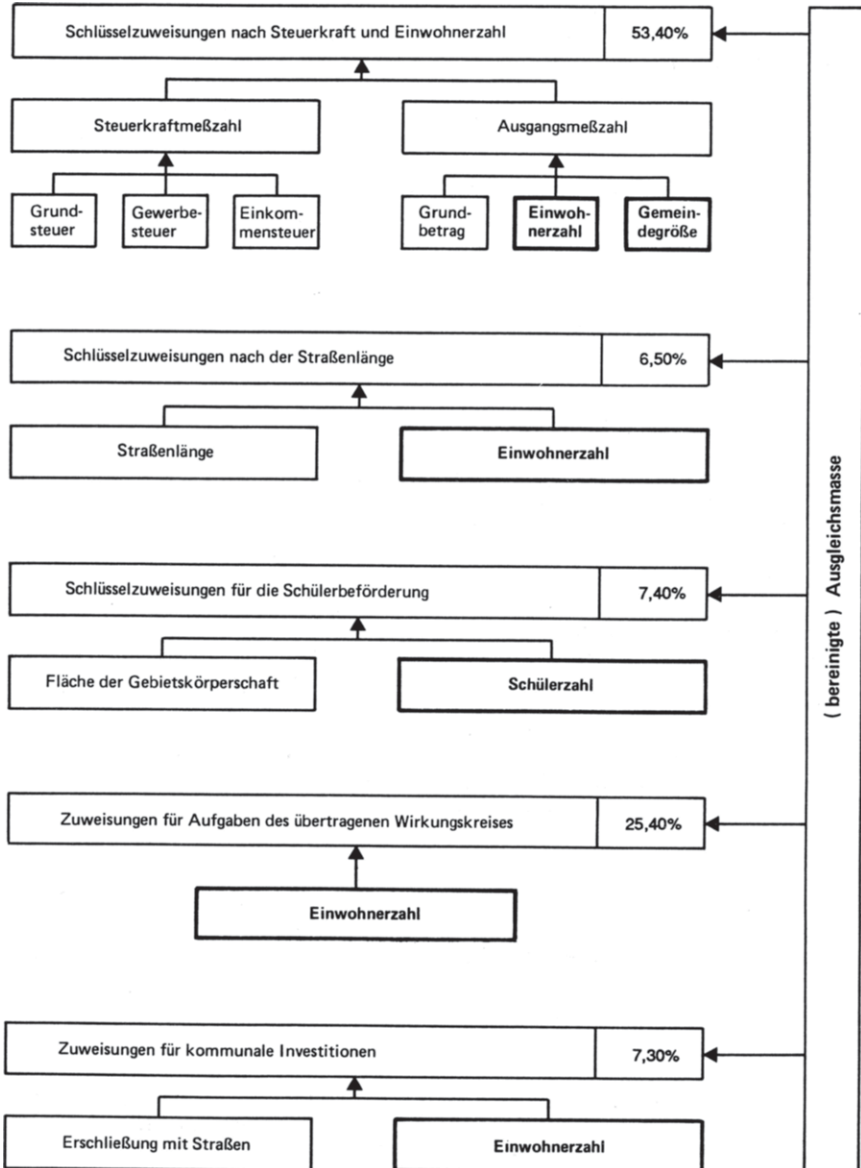 Schlüsselzuweisungen nach Steuerkraft und Einwohnerzahl 53,40%
Steuerkraftmeßzahl
Ausgangsmeßzahl
Grund-
steuer
Gewerbe-
steuer
Einkom-
mensteuer
Grund-
betrag
Einwoh-
nerzahl
Gemein-
degröße
Schlüsselzuweisungen nach der Straßenlänge 6,50%
Straßenlänge
Einwohnerzahl
Schlüsselzuweisungen für die Schülerbeförderung 7,40%
Fläche der Gebietskörperschaft
Schülerzahl
Zuweisungen für Aufgaben des übertragenen Wirkungskreises 25,40%
Einwohnerzahl
Zuweisungen für kommunale Investitionen 7,30%
Erschließung mit Straßen
Einwohnerzahl
( bereinigte ) Ausgleichsmasse